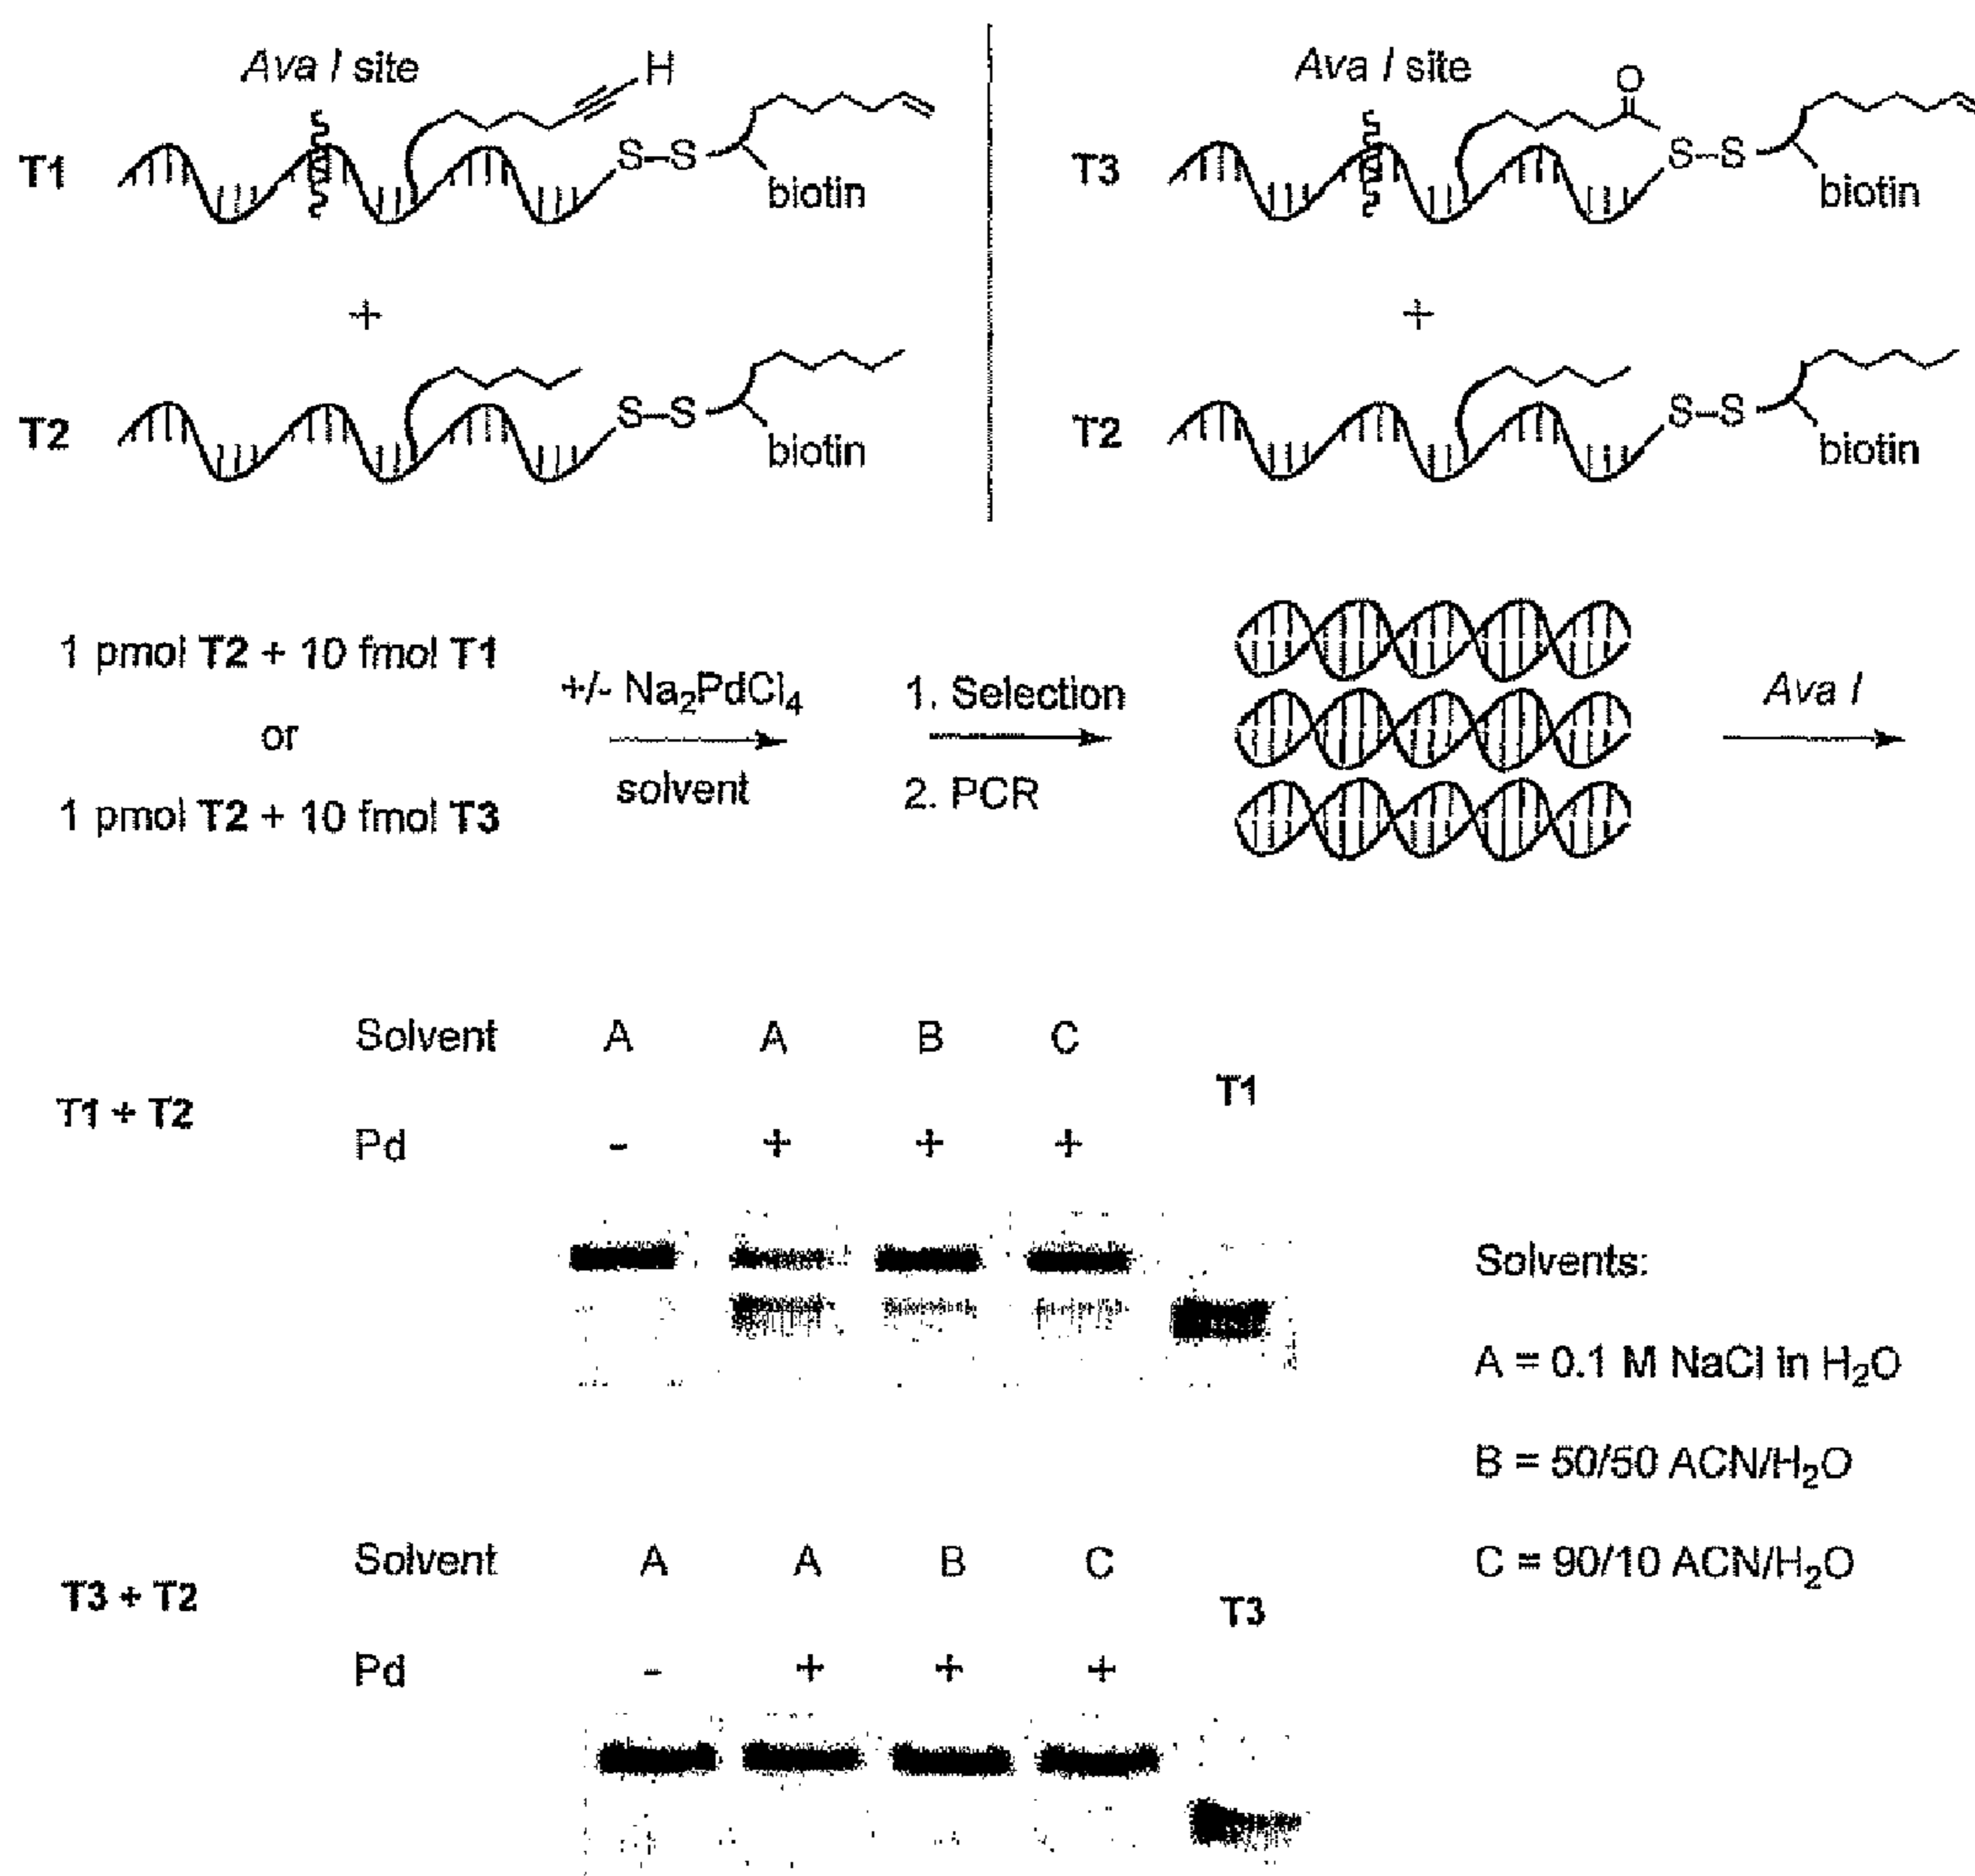 Ava I site
H
S–S
T1
biotin
+
S–S
T2
biotin
Ava I site
O
S–S
T3
biotin
+
S–S
T2
biotin
1 pmol T2 + 10 fmol T1
or
1 pmol T2 + 10 fmol T3
+/- Na₂PdCl₄
solvent
1. Selection
2. PCR
Ava I
Solvent A A B C
T1
T1 + T2
Pd - + + +
Solvents:
A = 0.1 M NaCl in H₂O
B = 50/50 ACN/H₂O
C = 90/10 ACN/H₂O
Solvent A A B C
T3 + T2
T3
Pd - + + +